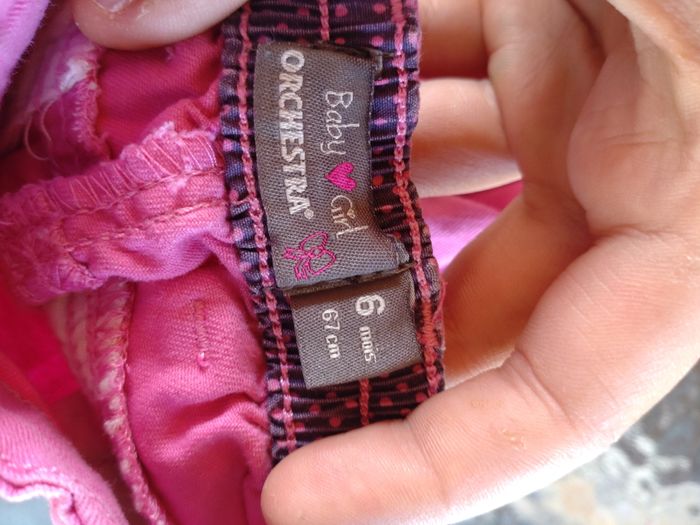 Baby ♥ Girl
ORCHESTRA®
6 mois
67 cm